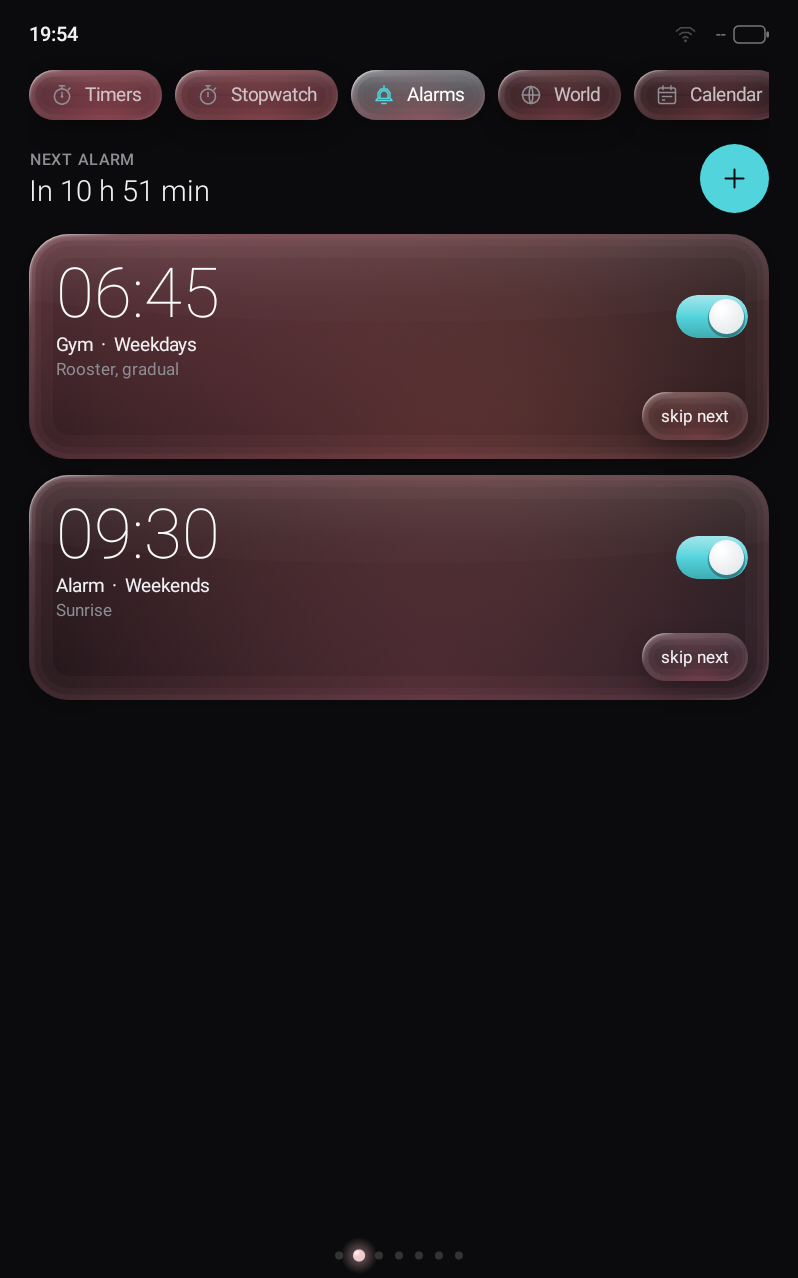 19:54 --
Timers Stopwatch Alarms World Calendar
NEXT ALARM
In 10 h 51 min
06:45
Gym · Weekdays
Rooster, gradual
skip next
09:30
Alarm · Weekends
Sunrise
skip next